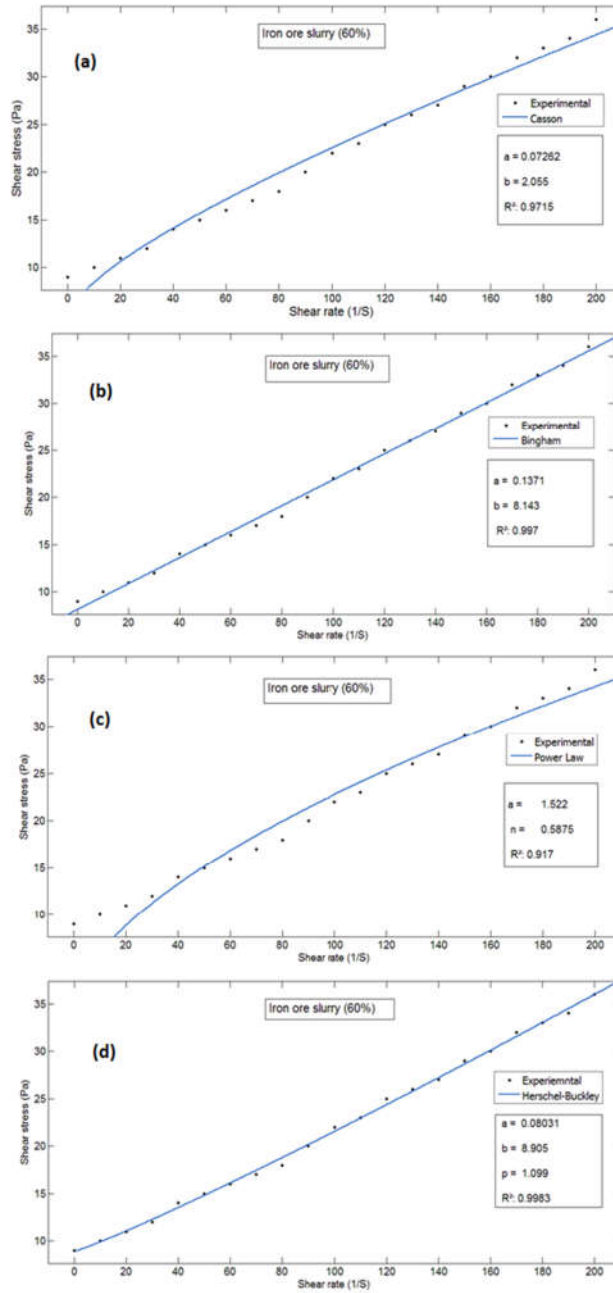 Iron ore slurry (60%)
(a)
35
30
25
20
15
10
Shear stress (Pa)
Experimental
Casson
a = 0.07262
b = 2.055
R²: 0.9715
0 20 40 60 80 100 120 140 160 180 200
Shear rate (1/S)
Iron ore slurry (60%)
(b)
35
30
25
20
15
10
Shear stress (Pa)
Experimental
Bingham
a = 0.1371
b = 8.143
R²: 0.997
0 20 40 60 80 100 120 140 160 180 200
Shear rate (1/S)
Iron ore slurry (60%)
(c)
35
30
25
20
15
10
Shear stress (Pa)
Experimental
Power Law
a = 1.522
n = 0.5875
R²: 0.917
0 20 40 60 80 100 120 140 160 180 200
Shear rate (1/S)
Iron ore slurry (60%)
(d)
35
30
25
20
15
10
Shear stress (Pa)
Experiemntal
Herschel-Buckley
a = 0.08031
b = 8.905
p = 1.099
R²: 0.9983
0 20 40 60 80 100 120 140 160 180 200
Shear rate (1/S)